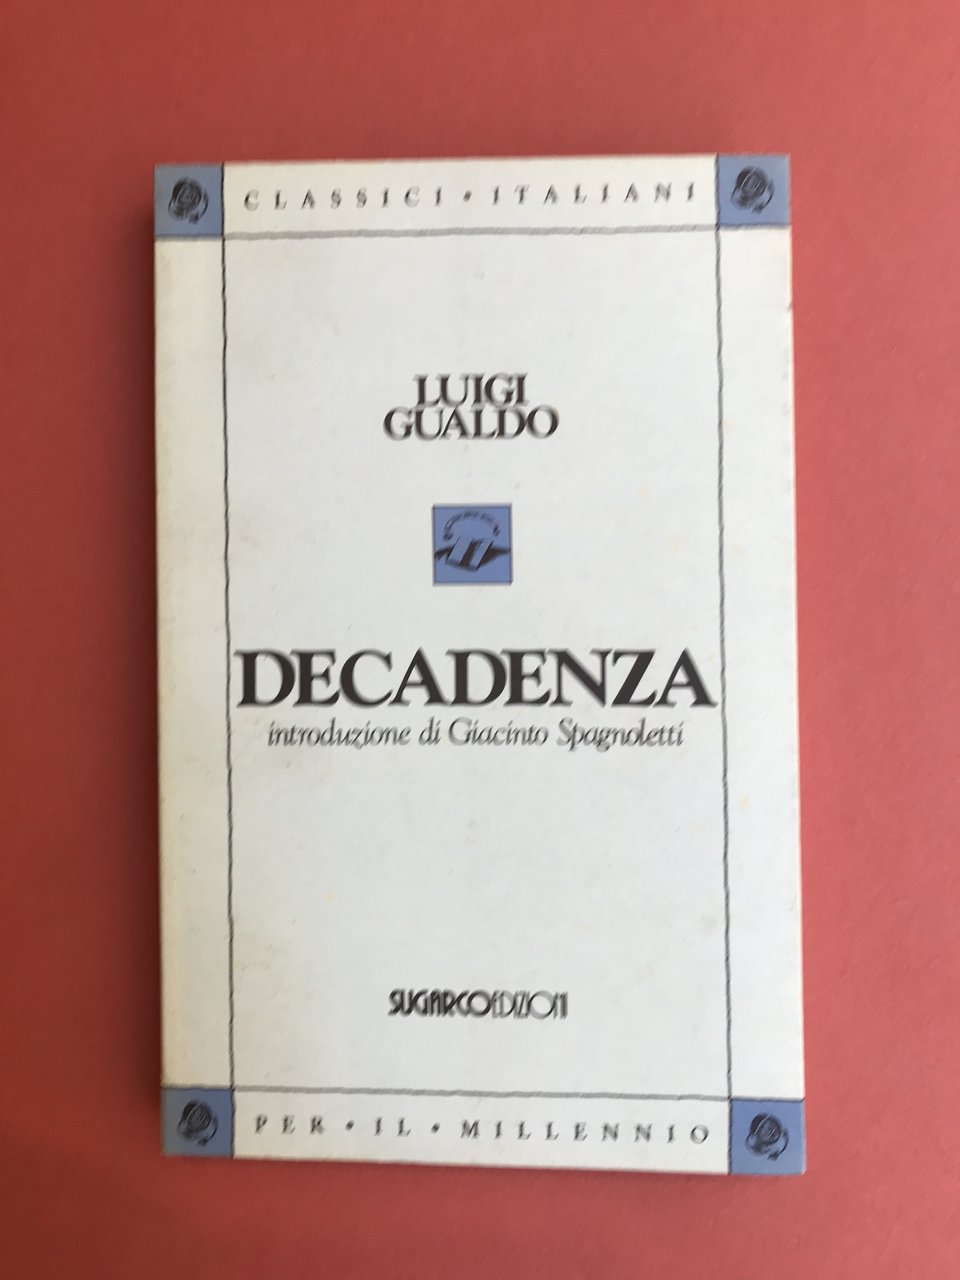 CLASSICI • ITALIANI
LUIGI
GUALDO
DECADENZA
introduzione di Giacinto Spagnoletti
SUGARCOEDIZIONI
PER • IL • MILLENNIO